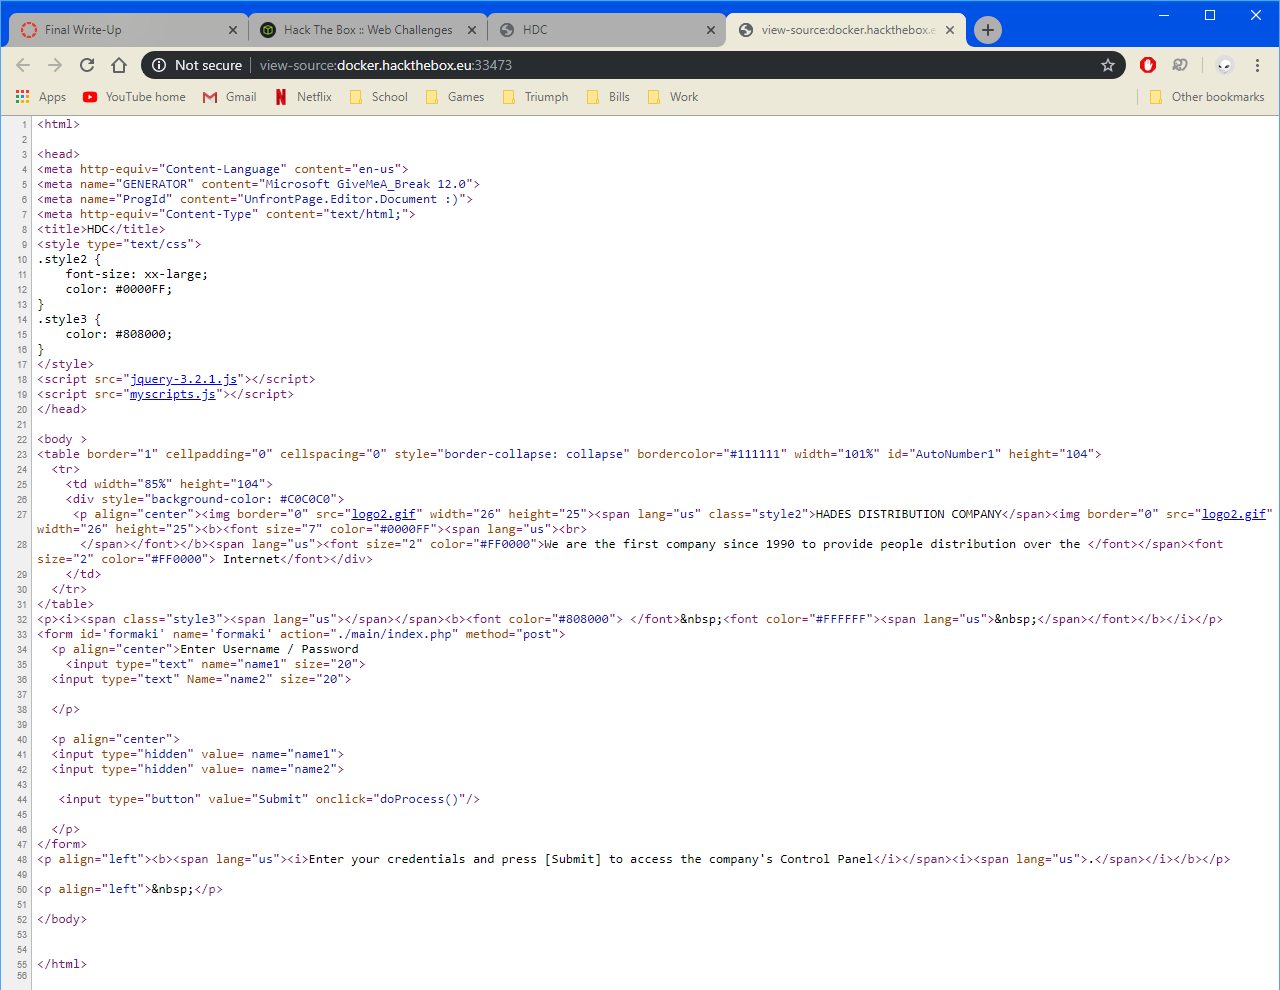 Final Write-Up
Hack The Box :: Web Challenges
HDC
view-source:docker.hackthebox.e
Not secure
view-source:docker.hackthebox.eu:33473
Apps YouTube home Gmail Netflix School Games Triumph Bills Work Other bookmarks
1 <html>
2
3 <head>
4 <meta http-equiv="Content-Language" content="en-us">
5 <meta name="GENERATOR" content="Microsoft GiveMeA_Break 12.0">
6 <meta name="ProgId" content="UnfrontPage.Editor.Document :)">
7 <meta http-equiv="Content-Type" content="text/html;">
8 <title>HDC</title>
9 <style type="text/css">
10 .style2 {
11 font-size: xx-large;
12 color: #0000FF;
13 }
14 .style3 {
15 color: #808000;
16 }
17 </style>
18 <script src="jquery-3.2.1.js"></script>
19 <script src="myscripts.js"></script>
20 </head>
21
22 <body >
23 <table border="1" cellpadding="0" cellspacing="0" style="border-collapse: collapse" bordercolor="#111111" width="101%" id="AutoNumber1" height="104">
24 <tr>
25 <td width="85%" height="104">
26 <div style="background-color: #C0C0C0">
27 <p align="center"><img border="0" src="logo2.gif" width="26" height="25"><span lang="us" class="style2">HADES DISTRIBUTION COMPANY</span><img border="0" src="logo2.gif"
width="26" height="25"><b><font size="7" color="#0000FF"><span lang="us"><br>
28 </span></font></b><span lang="us"><font size="2" color="#FF0000">We are the first company since 1990 to provide people distribution over the </font></span><font
size="2" color="#FF0000"> Internet</font></div>
29 </td>
30 </tr>
31 </table>
32 <p><i><span class="style3"><span lang="us"></span></span><b><font color="#808000"> </font>&nbsp;<font color="#FFFFFF"><span lang="us">&nbsp;</span></font></b></i></p>
33 <form id='formaki' name='formaki' action="./main/index.php" method="post">
34 <p align="center">Enter Username / Password
35 <input type="text" name="name1" size="20">
36 <input type="text" Name="name2" size="20">
37
38 </p>
39
40 <p align="center">
41 <input type="hidden" value= name="name1">
42 <input type="hidden" value= name="name2">
43
44 <input type="button" value="Submit" onclick="doProcess()"/>
45
46 </p>
47 </form>
48 <p align="left"><b><span lang="us"><i>Enter your credentials and press [Submit] to access the company's Control Panel</i></span><i><span lang="us">.</span></i></b></p>
49
50 <p align="left">&nbsp;</p>
51
52 </body>
53
54
55 </html>
56